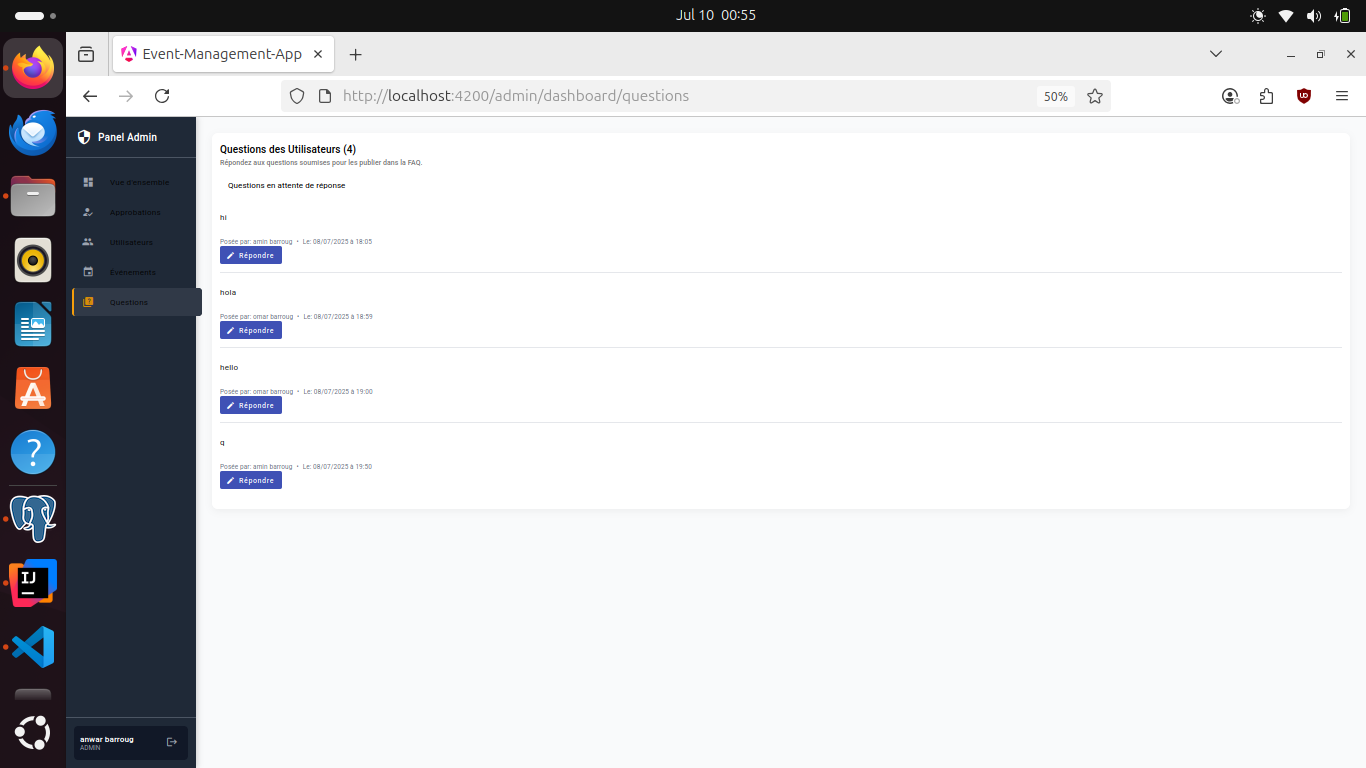 Jul 10 00:55
Event-Management-App
http://localhost:4200/admin/dashboard/questions
50%
Panel Admin
Vue d'ensemble
Approbations
Utilisateurs
Événements
Questions
Questions des Utilisateurs (4)
Répondez aux questions soumises pour les publier dans la FAQ.
Questions en attente de réponse
hi
Posée par: amin barroug • Le: 08/07/2025 à 18:05
Répondre
hola
Posée par: omar barroug • Le: 08/07/2025 à 18:59
Répondre
hello
Posée par: omar barroug • Le: 08/07/2025 à 19:00
Répondre
q
Posée par: amin barroug • Le: 08/07/2025 à 19:50
Répondre
anwar barroug
ADMIN
IJ